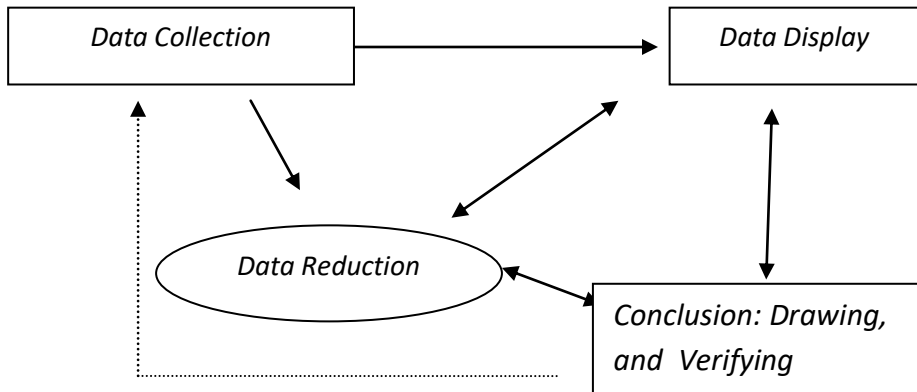 Data Collection
Data Display
Data Reduction
Conclusion: Drawing,
and Verifying